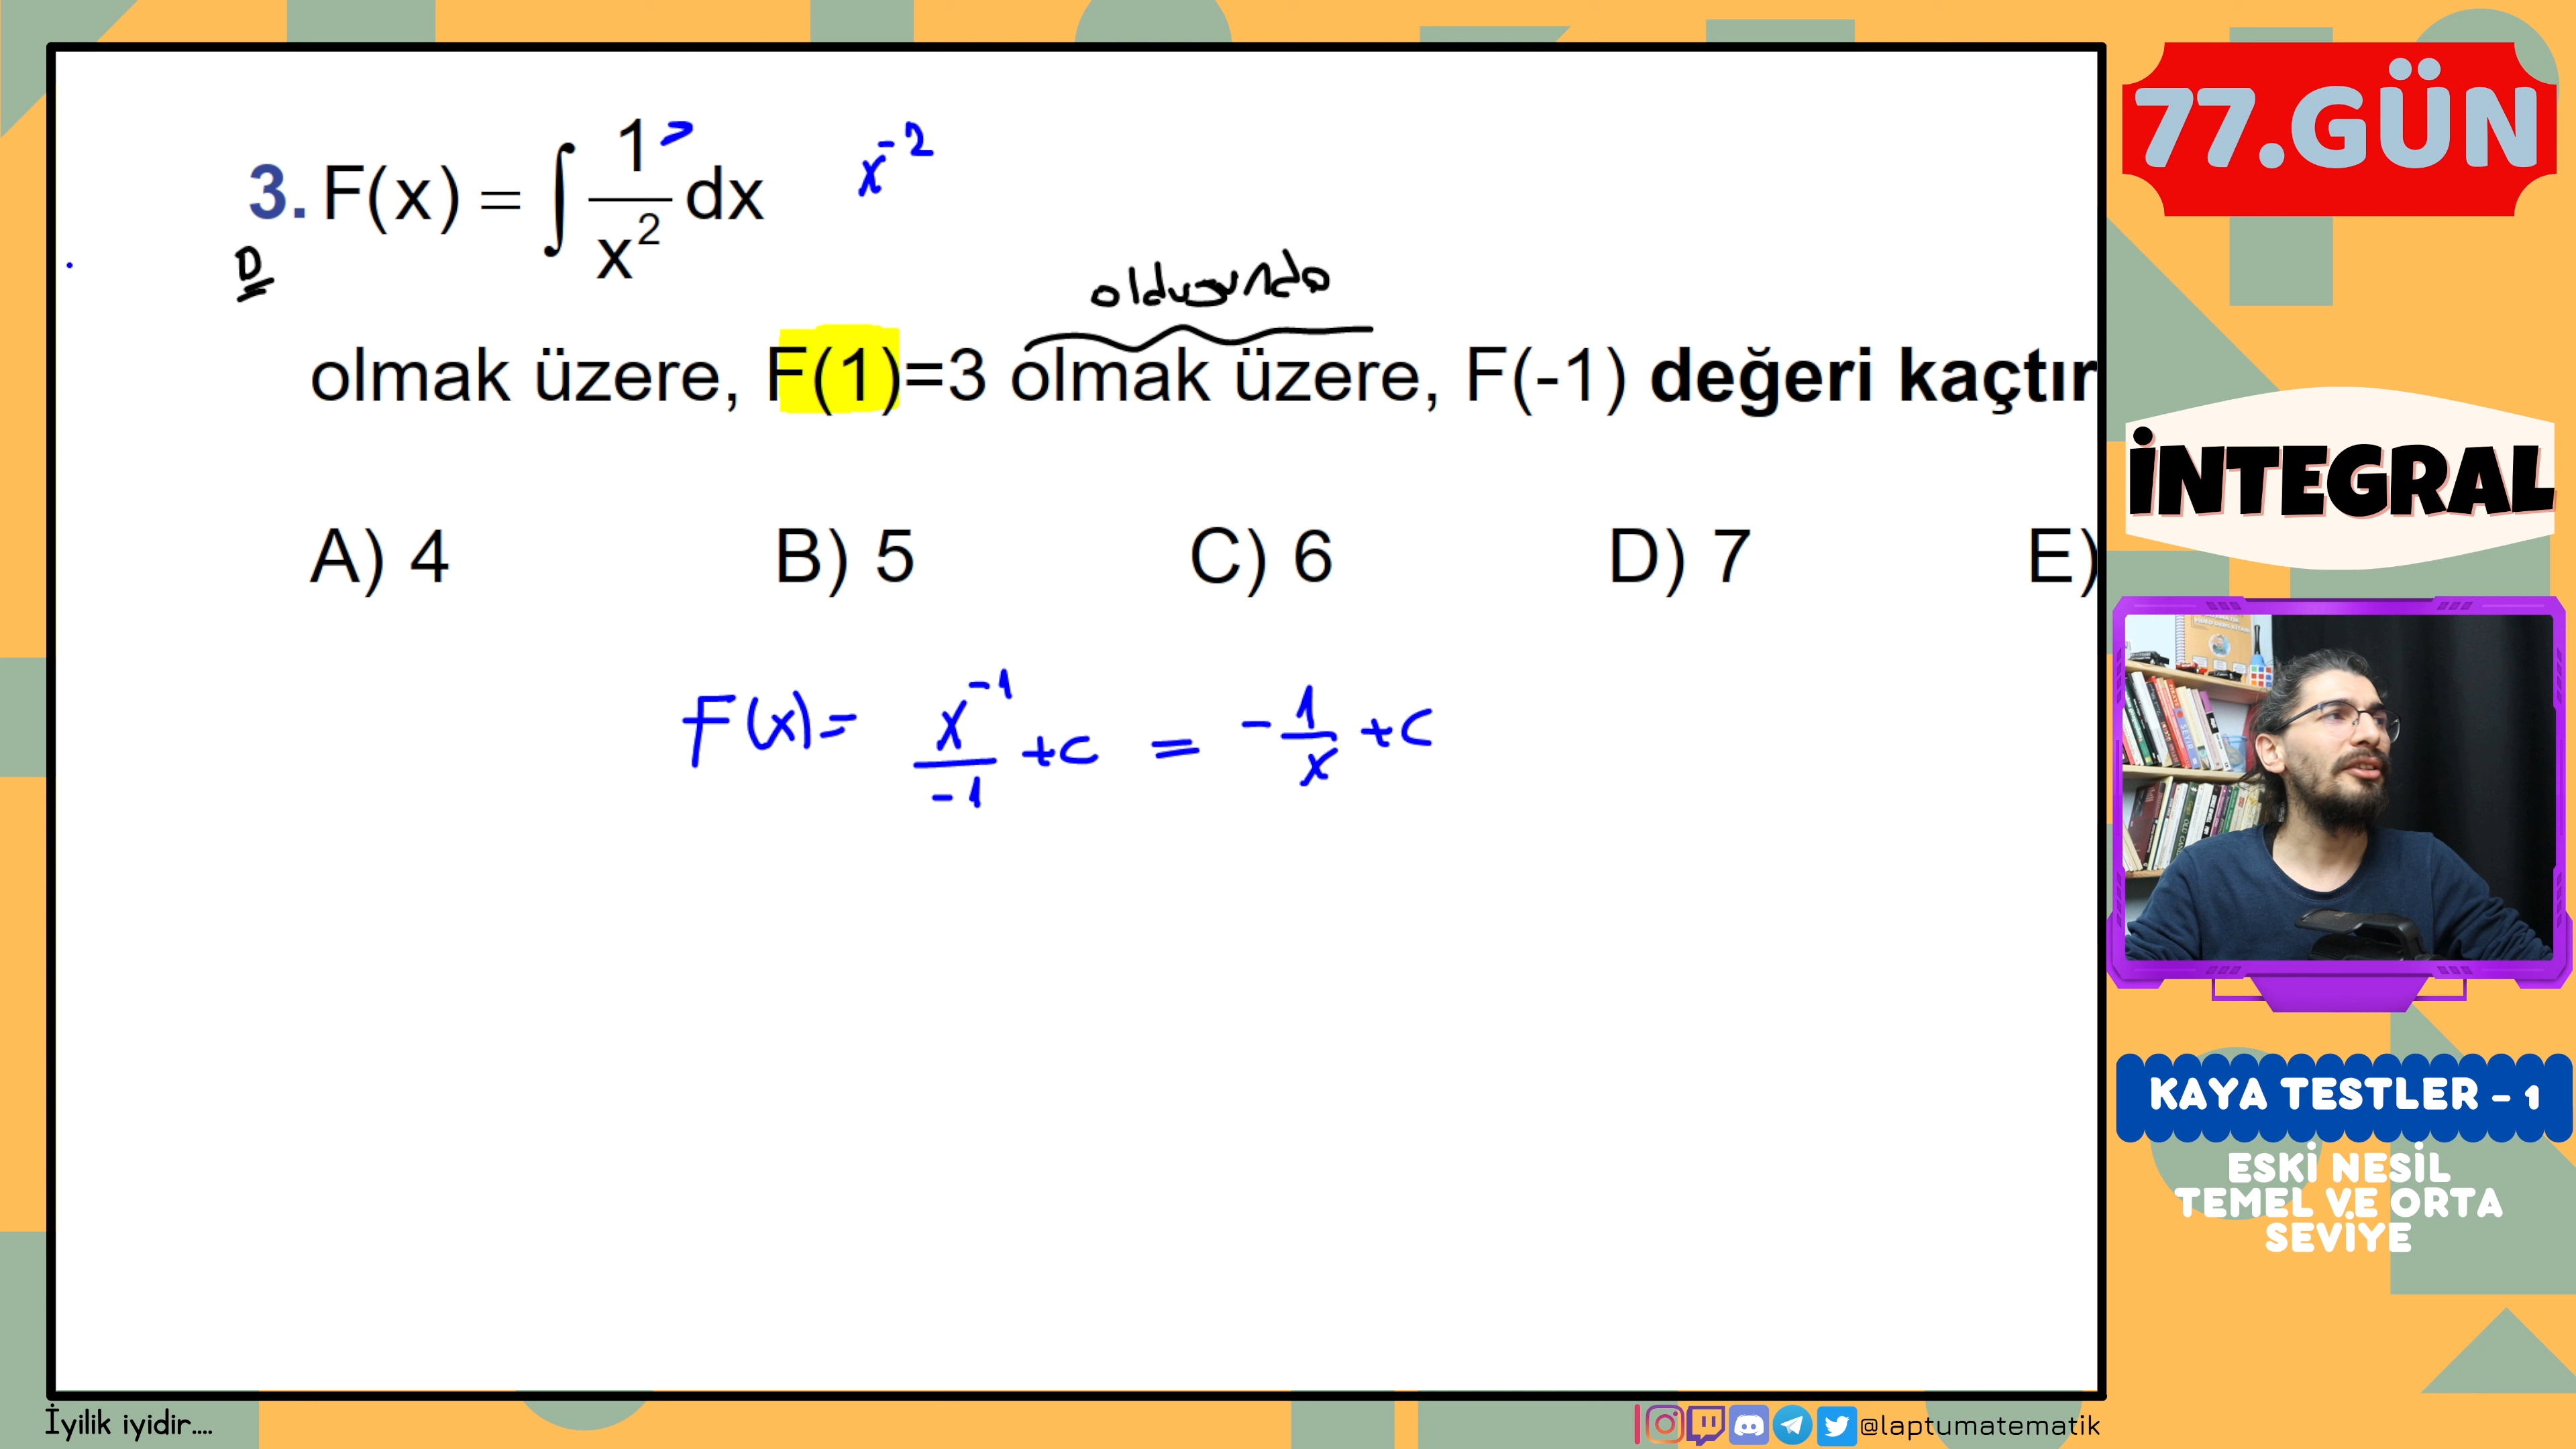 77.GÜN
3. F(x) = ∫ 1/x² dx
x⁻²
D
olduğunda
olmak üzere, F(1)=3 olmak üzere, F(-1) değeri kaçtır
A) 4 B) 5 C) 6 D) 7 E)
F(x) = x⁻¹/-1 + c = -1/x + c
İNTEGRAL
KAYA TESTLER - 1
ESKİ NESİL
TEMEL VE ORTA
SEVİYE
İyilik iyidir....
@laptumatematik